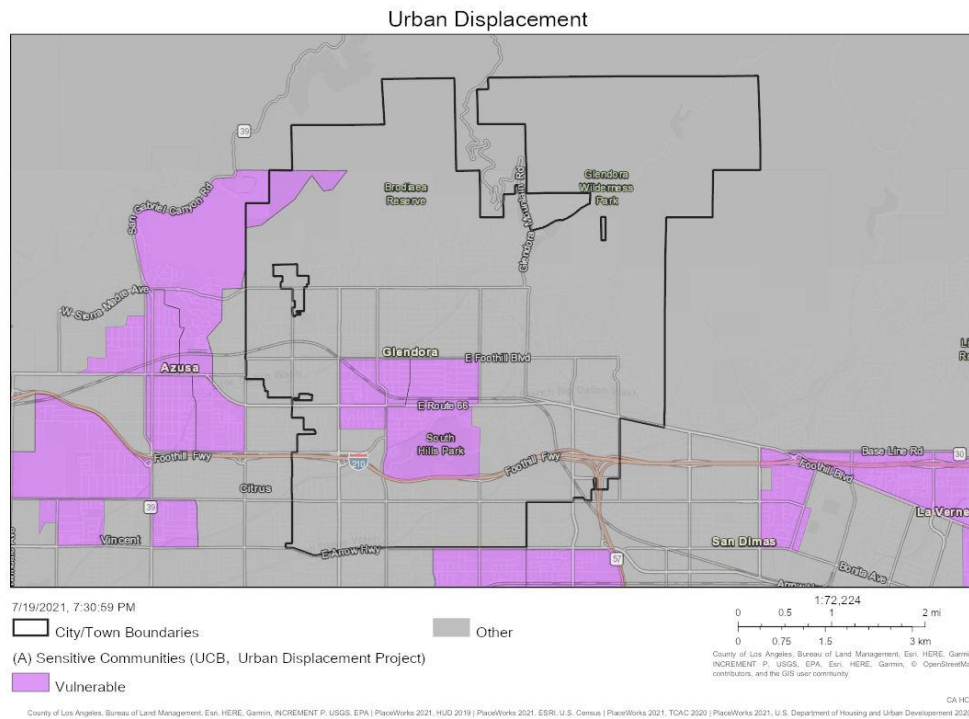 Urban Displacement
39
San Gabriel Canyon Rd
Brodiaea
Reserve
Glendora
Wilderness
Park
Glendora Mountain Rd
W Sierra Madre Ave
Azusa
Glendora
E Foothill Blvd
E Route 66
South
Hills Park
Foothill Fwy
210
Foothill Fwy
Citrus
39
Vincent
E Arrow Hwy
57
San Dimas
Foothill Blvd
Base Line Rd
30
La Verne
Bonita Ave
7/19/2021, 7:30:59 PM
City/Town Boundaries
Other
(A) Sensitive Communities (UCB, Urban Displacement Project)
Vulnerable
1:72,224
0 0.5 1 2 mi
0 0.75 1.5 3 km
County of Los Angeles, Bureau of Land Management, Esri, HERE, Garmin,
INCREMENT P, USGS, EPA, Esri, HERE, Garmin, © OpenStreetMap
contributors, and the GIS user community
CA HC
County of Los Angeles, Bureau of Land Management, Esri, HERE, Garmin, INCREMENT P, USGS, EPA | PlaceWorks 2021, HUD 2019 | PlaceWorks 2021, ESRI, U.S. Census | PlaceWorks 2021, TCAC 2020 | PlaceWorks 2021, U.S. Department of Housing and Urban Developement 202